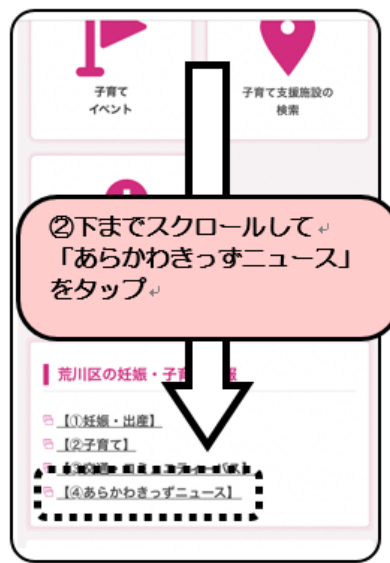 子育て
イベント
子育て支援施設の
検索
②下までスクロールして
「あらかわきっずニュース」
をタップ
荒川区の妊娠・子育
【①妊娠・出産】
【②子育て】
【④あらかわきっずニュース】